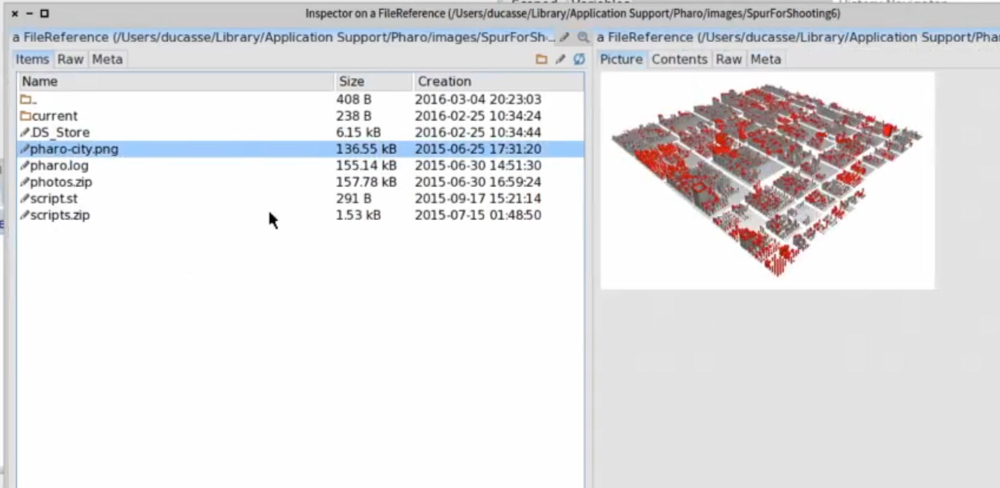 Inspector on a FileReference (/Users/ducasse/Library/Application Support/Pharo/images/SpurForShooting6)
a FileReference (/Users/ducasse/Library/Application Support/Pharo/images/SpurForSh...
Items Raw Meta
Name Size Creation
.. 408 B 2016-03-04 20:23:03
current 238 B 2016-02-25 10:34:24
.DS_Store 6.15 kB 2016-02-25 10:34:44
pharo-city.png 136.55 kB 2015-06-25 17:31:20
pharo.log 155.14 kB 2015-06-30 14:51:30
photos.zip 157.78 kB 2015-06-30 16:59:24
script.st 291 B 2015-09-17 15:21:14
scripts.zip 1.53 kB 2015-07-15 01:48:50
a FileReference (/Users/ducasse/Library/Application Support/Phar
Picture Contents Raw Meta